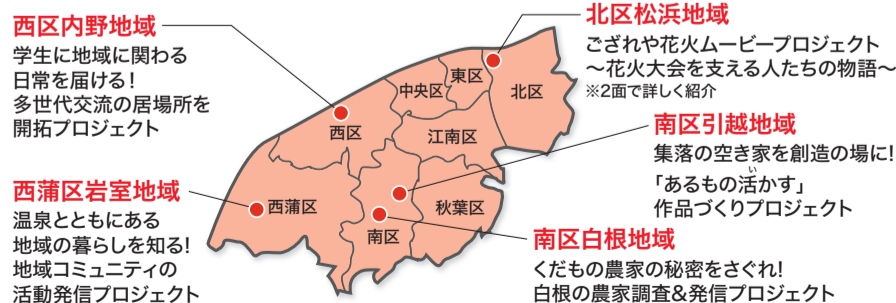 西区内野地域
学生に地域に関わる
日常を届ける！
多世代交流の居場所を
開拓プロジェクト
北区松浜地域
ござれや花火ムービープロジェクト
～花火大会を支える人たちの物語～
※2面で詳しく紹介
南区引越地域
集落の空き家を創造の場に！
い
「あるもの活かす」
作品づくりプロジェクト
西蒲区岩室地域
温泉とともにある
地域の暮らしを知る！
地域コミュニティの
活動発信プロジェクト
南区白根地域
くだもの農家の秘密をさぐれ！
白根の農家調査&発信プロジェクト
東区
中央区
北区
西区
江南区
西蒲区
秋葉区
南区